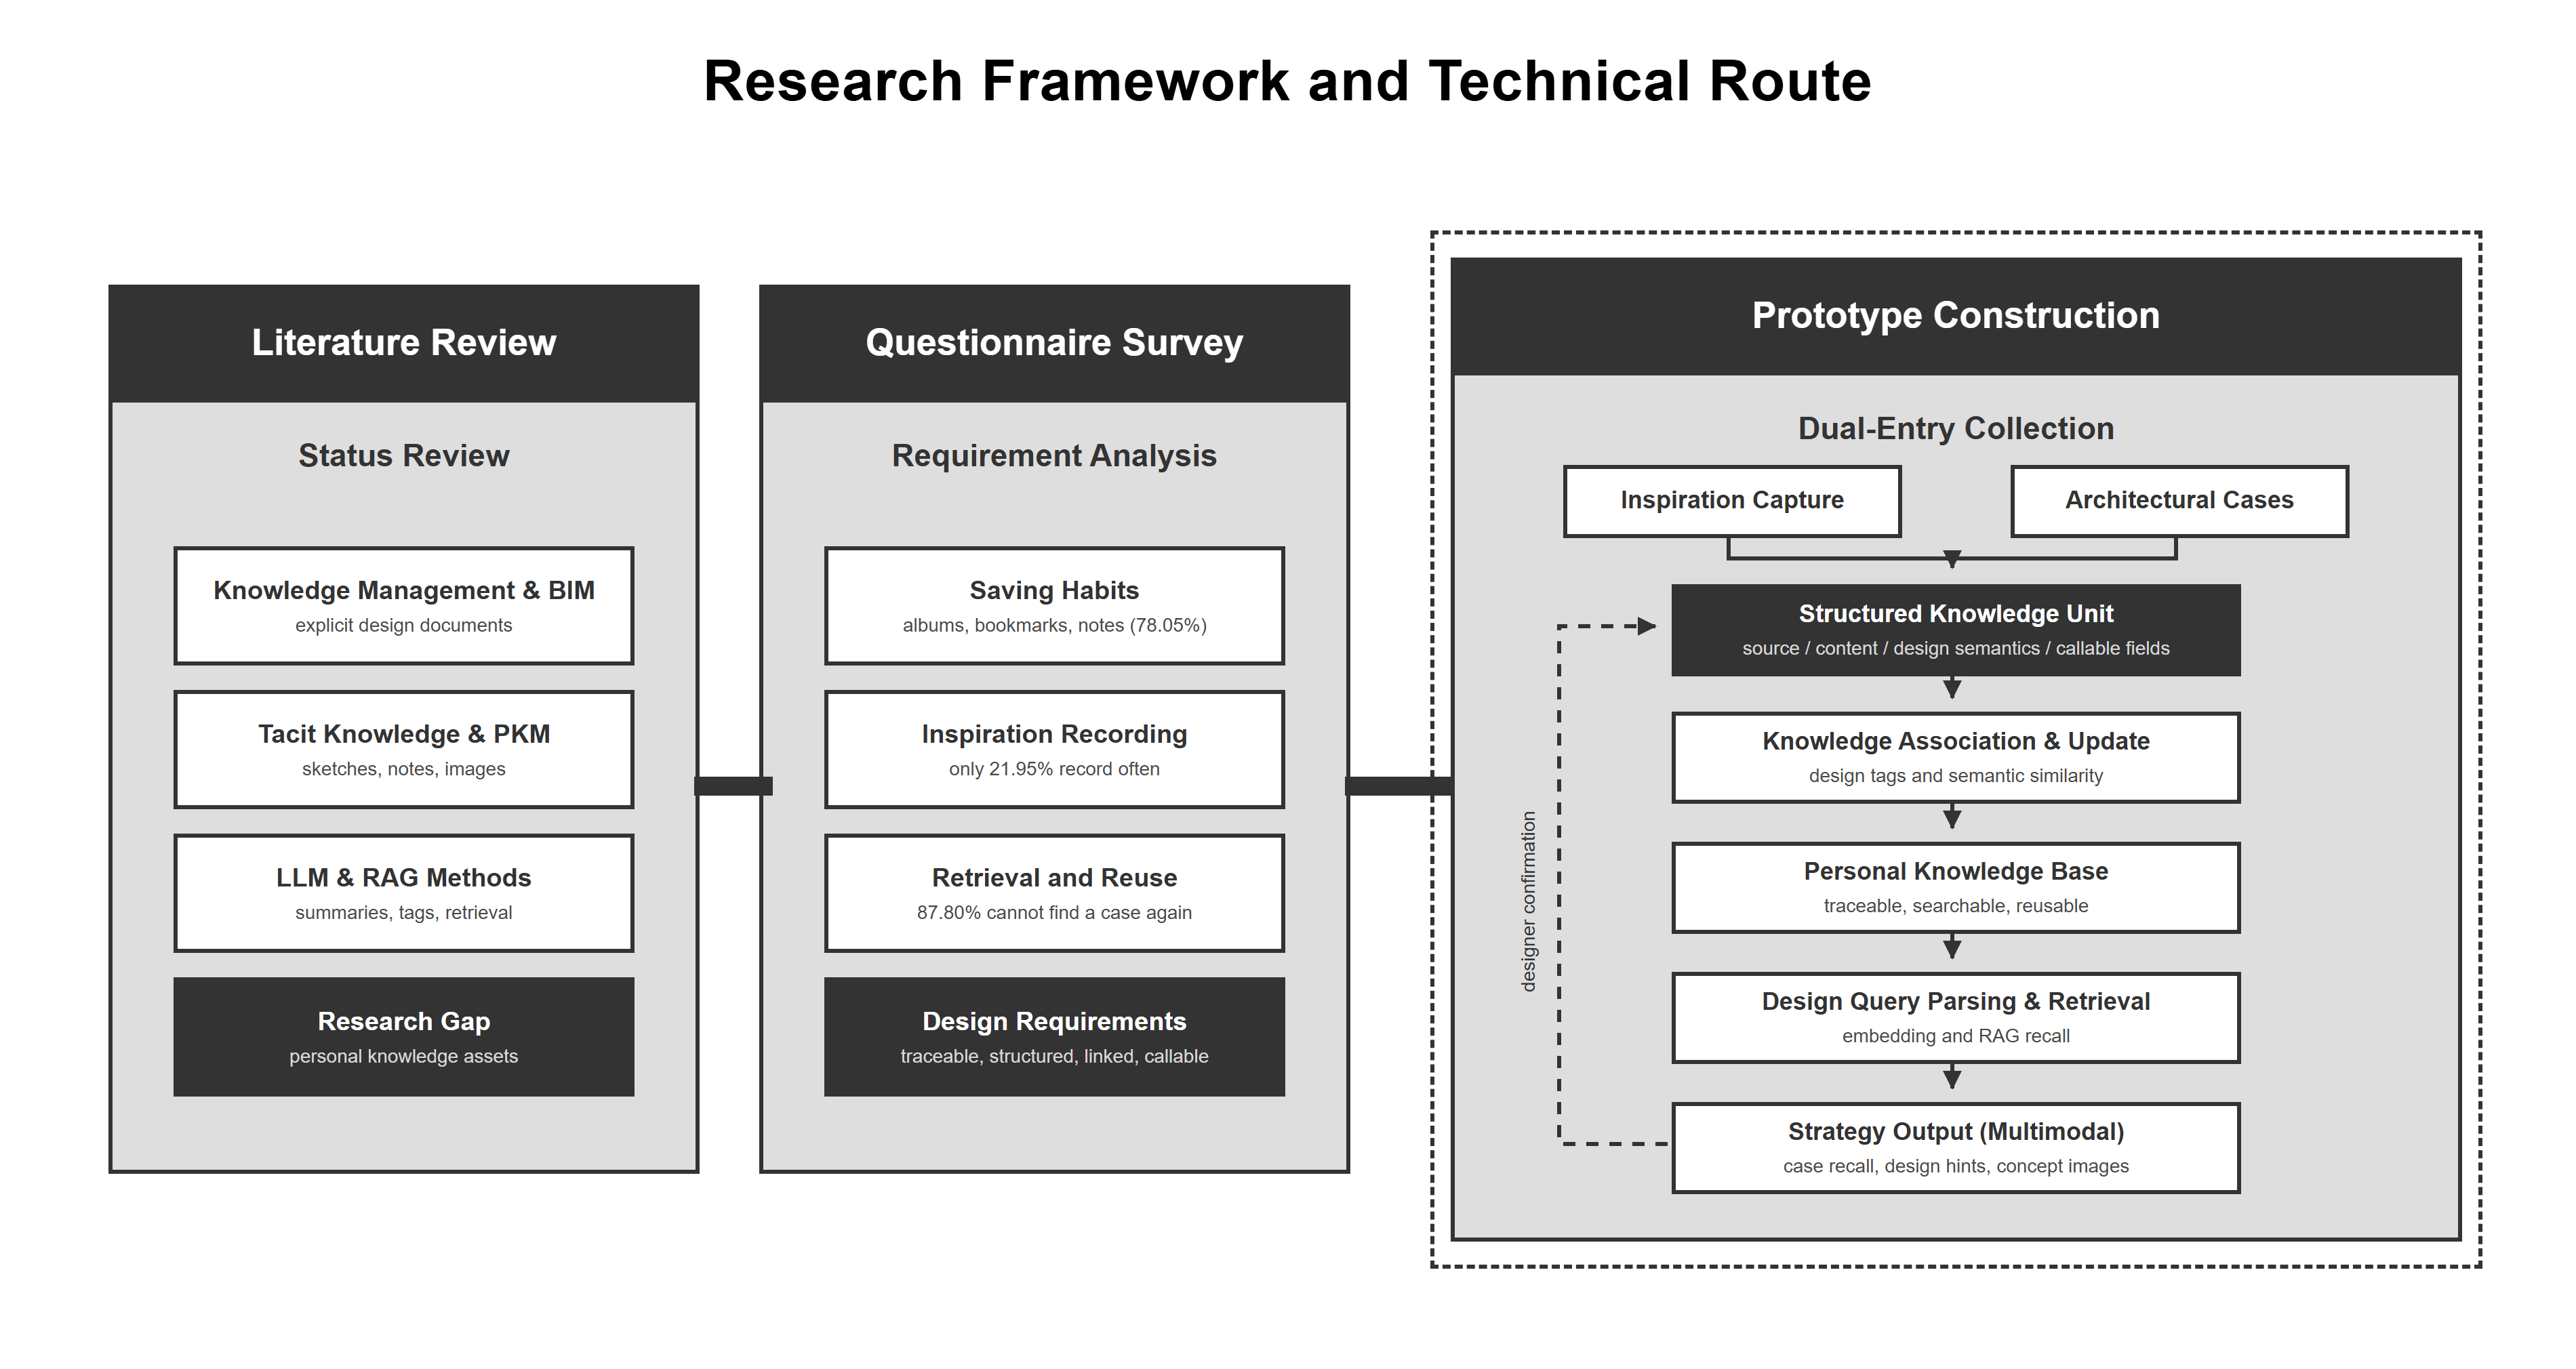 Research Framework and Technical Route
Literature Review
Status Review
Knowledge Management & BIM
explicit design documents
Tacit Knowledge & PKM
sketches, notes, images
LLM & RAG Methods
summaries, tags, retrieval
Research Gap
personal knowledge assets
Questionnaire Survey
Requirement Analysis
Saving Habits
albums, bookmarks, notes (78.05%)
Inspiration Recording
only 21.95% record often
Retrieval and Reuse
87.80% cannot find a case again
Design Requirements
traceable, structured, linked, callable
Prototype Construction
Dual-Entry Collection
Inspiration Capture
Architectural Cases
Structured Knowledge Unit
source / content / design semantics / callable fields
Knowledge Association & Update
design tags and semantic similarity
Personal Knowledge Base
traceable, searchable, reusable
Design Query Parsing & Retrieval
embedding and RAG recall
Strategy Output (Multimodal)
case recall, design hints, concept images
designer confirmation